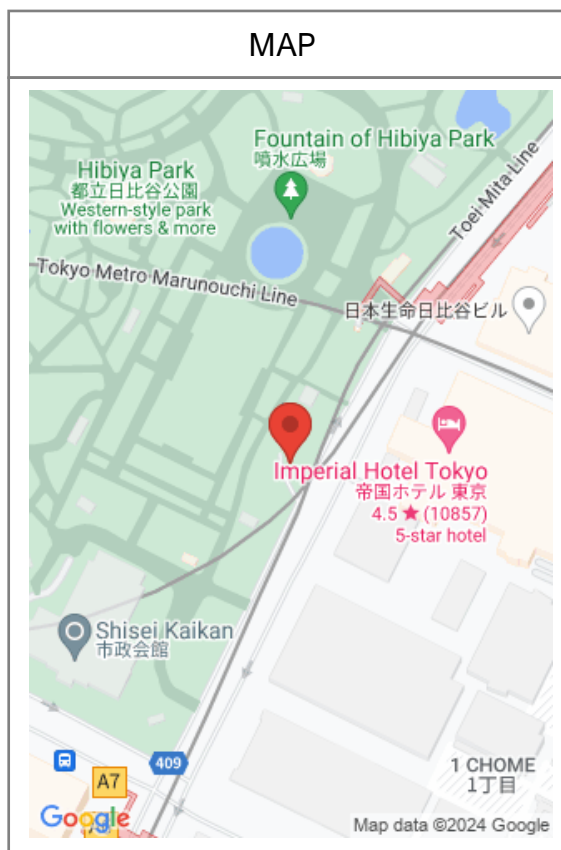 MAP
Fountain of Hibiya Park
噴水広場
Hibiya Park
都立日比谷公園
Western-style park
with flowers & more
Toei Mita Line
Tokyo Metro Marunouchi Line
日本生命日比谷ビル
Imperial Hotel Tokyo
帝国ホテル 東京
4.5 ★ (10857)
5-star hotel
Shisei Kaikan
市政会館
409
A7
1 CHOME
1丁目
Google
Map data ©2024 Google